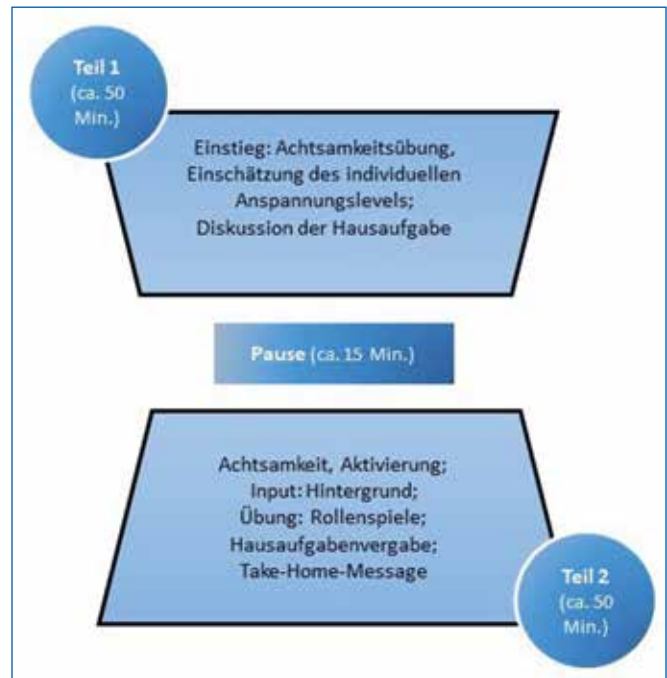 Teil 1
(ca. 50
Min.)
Einstieg: Achtsamkeitsübung,
Einschätzung des individuellen
Anspannungslevels;
Diskussion der Hausaufgabe
Pause (ca. 15 Min.)
Achtsamkeit, Aktivierung;
Input: Hintergrund;
Übung: Rollenspiele;
Hausaufgabenvergabe;
Take-Home-Message
Teil 2
(ca. 50
Min.)